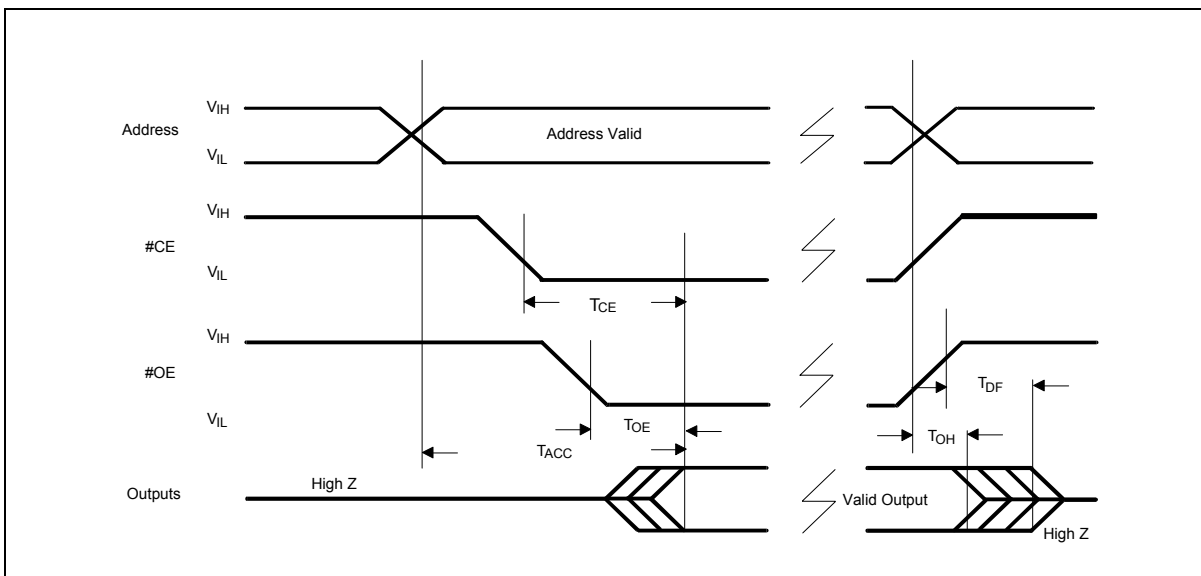 VIH
Address
Address Valid
VIL
VIH
#CE
VIL
TCE
VIH
#OE
TDF
VIL
TOE
TOH
TACC
High Z
Outputs
Valid Output
High Z